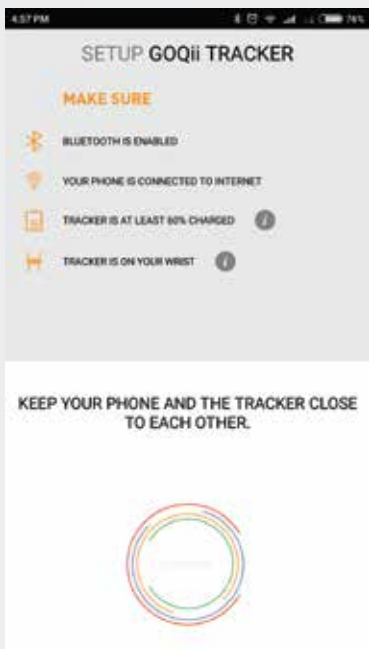 4:57 PM
76%
SETUP GOQii TRACKER
MAKE SURE
BLUETOOTH IS ENABLED
YOUR PHONE IS CONNECTED TO INTERNET
TRACKER IS AT LEAST 60% CHARGED
TRACKER IS ON YOUR WRIST
KEEP YOUR PHONE AND THE TRACKER CLOSE
TO EACH OTHER.